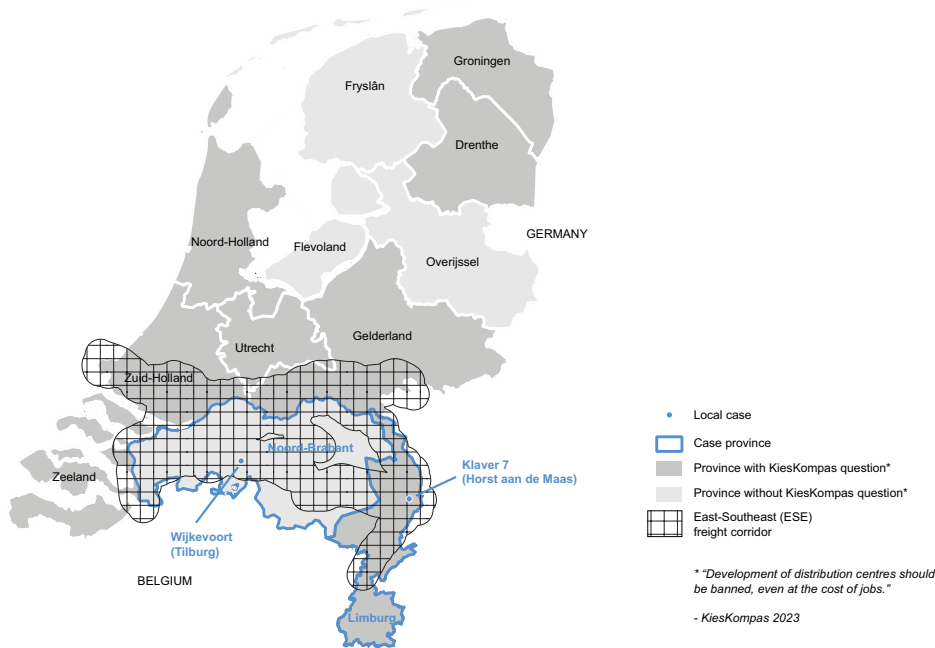 Groningen
Fryslân
Drenthe
Noord-Holland
Flevoland
GERMANY
Overijssel
Gelderland
Utrecht
Zuid-Holland
Noord-Brabant
Zeeland
Klaver 7
(Horst aan de Maas)
Wijkevoort
(Tilburg)
BELGIUM
Limburg
Local case
Case province
Province with KiesKompas question*
Province without KiesKompas question*
East-Southeast (ESE)
freight corridor
* “Development of distribution centres should
be banned, even at the cost of jobs.”
- KiesKompas 2023